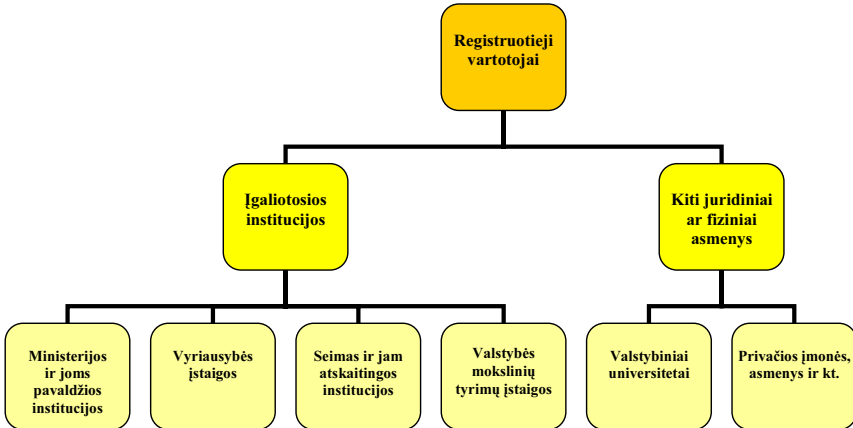 Registruotieji
vartotojai
Įgaliotosios
institucijos
Kiti juridiniai
ar fiziniai
asmenys
Ministerijos
ir joms
pavaldžios
institucijos
Vyriausybės
įstaigos
Seimas ir jam
atskaitingos
institucijos
Valstybės
mokslinių
tyrimų įstaigos
Valstybiniai
universitetai
Privačios įmonės,
asmenys ir kt.